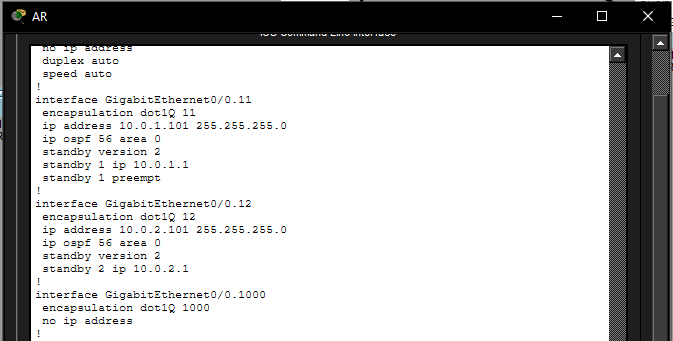 AR
IOS Command Line Interface
no ip address
duplex auto
speed auto
!
interface GigabitEthernet0/0.11
encapsulation dot1Q 11
ip address 10.0.1.101 255.255.255.0
ip ospf 56 area 0
standby version 2
standby 1 ip 10.0.1.1
standby 1 preempt
!
interface GigabitEthernet0/0.12
encapsulation dot1Q 12
ip address 10.0.2.101 255.255.255.0
ip ospf 56 area 0
standby version 2
standby 2 ip 10.0.2.1
!
interface GigabitEthernet0/0.1000
encapsulation dot1Q 1000
no ip address
!